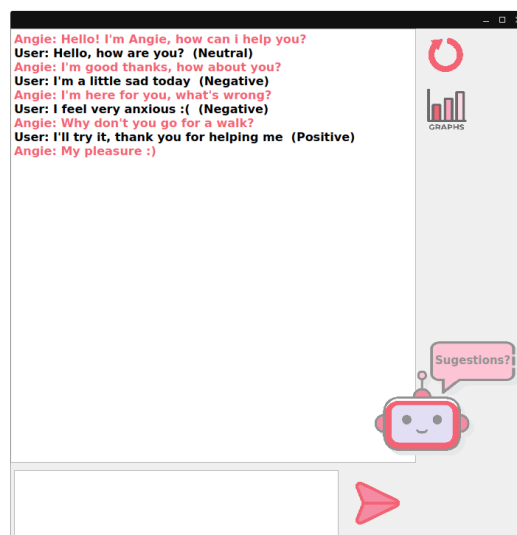 Angie: Hello! I'm Angie, how can i help you?
User: Hello, how are you?  (Neutral)
Angie: I'm good thanks, how about you?
User: I'm a little sad today  (Negative)
Angie: I'm here for you, what's wrong?
User: I feel very anxious :(  (Negative)
Angie: Why don't you go for a walk?
User: I'll try it, thank you for helping me  (Positive)
Angie: My pleasure :)
GRAPHS
Sugestions?